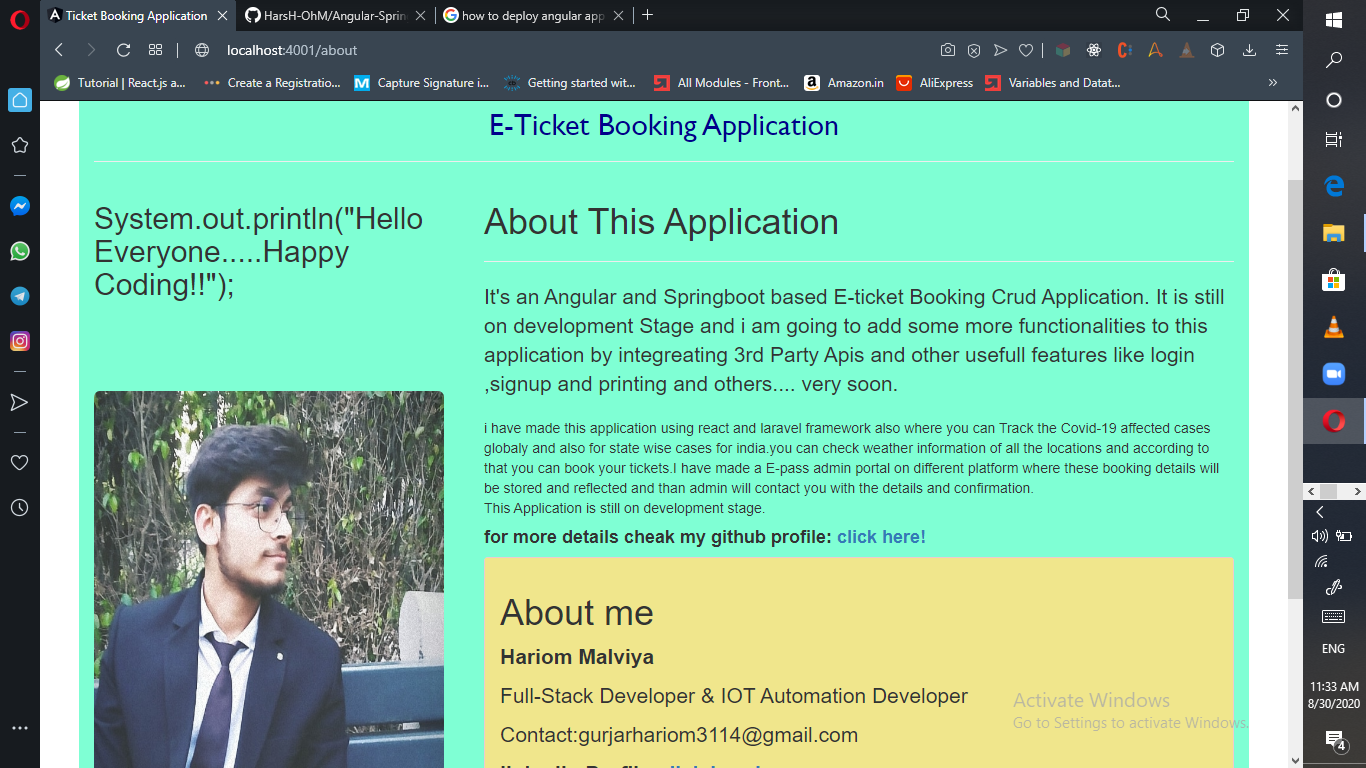 Ticket Booking Application
HarsH-OhM/Angular-Sprin
how to deploy angular app
localhost:4001/about
Tutorial | React.js a...
Create a Registratio...
Capture Signature i...
Getting started wit...
All Modules - Front...
Amazon.in
AliExpress
Variables and Datat...
E-Ticket Booking Application
System.out.println("Hello
Everyone.....Happy
Coding!!");
About This Application
It's an Angular and Springboot based E-ticket Booking Crud Application. It is still
on development Stage and i am going to add some more functionalities to this
application by integreating 3rd Party Apis and other usefull features like login
,signup and printing and others.... very soon.
i have made this application using react and laravel framework also where you can Track the Covid-19 affected cases
globaly and also for state wise cases for india.you can check weather information of all the locations and according to
that you can book your tickets.I have made a E-pass admin portal on different platform where these booking details will
be stored and reflected and than admin will contact you with the details and confirmation.
This Application is still on development stage.
for more details cheak my github profile: click here!
About me
Hariom Malviya
Full-Stack Developer & IOT Automation Developer
Contact:gurjarhariom3114@gmail.com
Activate Windows
Go to Settings to activate Windows.
ENG
11:33 AM
8/30/2020
4